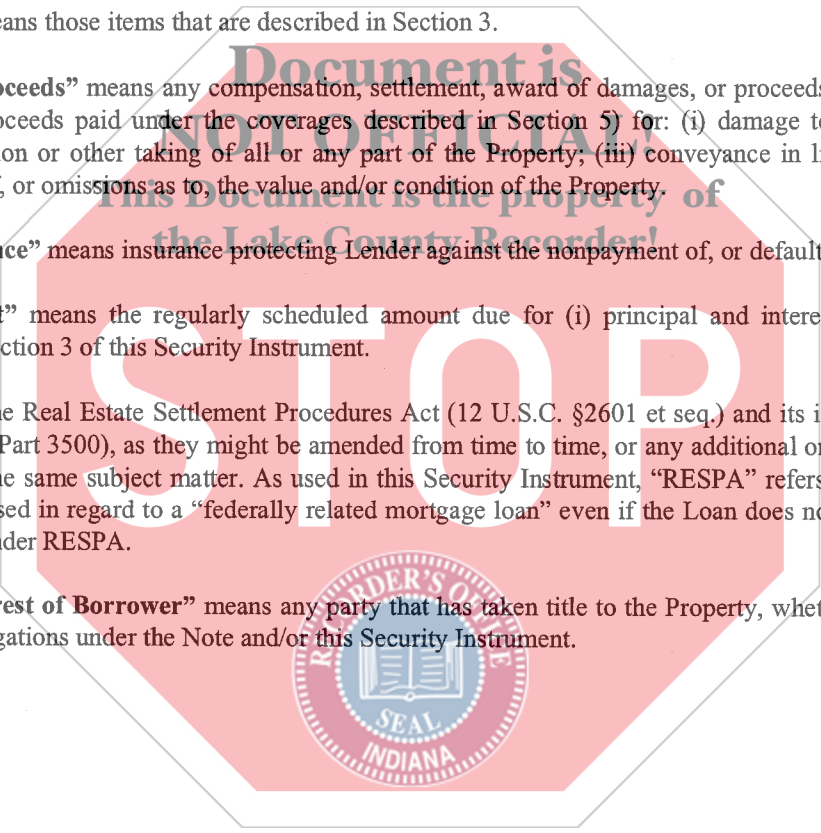 eans those items that are described in Section 3.
Document is
oceeds” means any compensation, settlement, award of damages, or proceeds
oceeds paid under the coverages described in Section 5) for: (i) damage to
NOT OFFICIAL!
ion or other taking of all or any part of the Property; (iii) conveyance in li
, or omissions as to, the value and/or condition of the Property.
This Document is the property of
the Lake County Recorder!
nce” means insurance protecting Lender against the nonpayment of, or default
t” means the regularly scheduled amount due for (i) principal and intere
ction 3 of this Security Instrument.
STOP
e Real Estate Settlement Procedures Act (12 U.S.C. §2601 et seq.) and its i
Part 3500), as they might be amended from time to time, or any additional or
e same subject matter. As used in this Security Instrument, “RESPA” refers
sed in regard to a “federally related mortgage loan” even if the Loan does no
der RESPA.
rest of Borrower” means any party that has taken title to the Property, whet
gations under the Note and/or this Security Instrument.
RECORDER'S OFFICE
SEAL
INDIANA